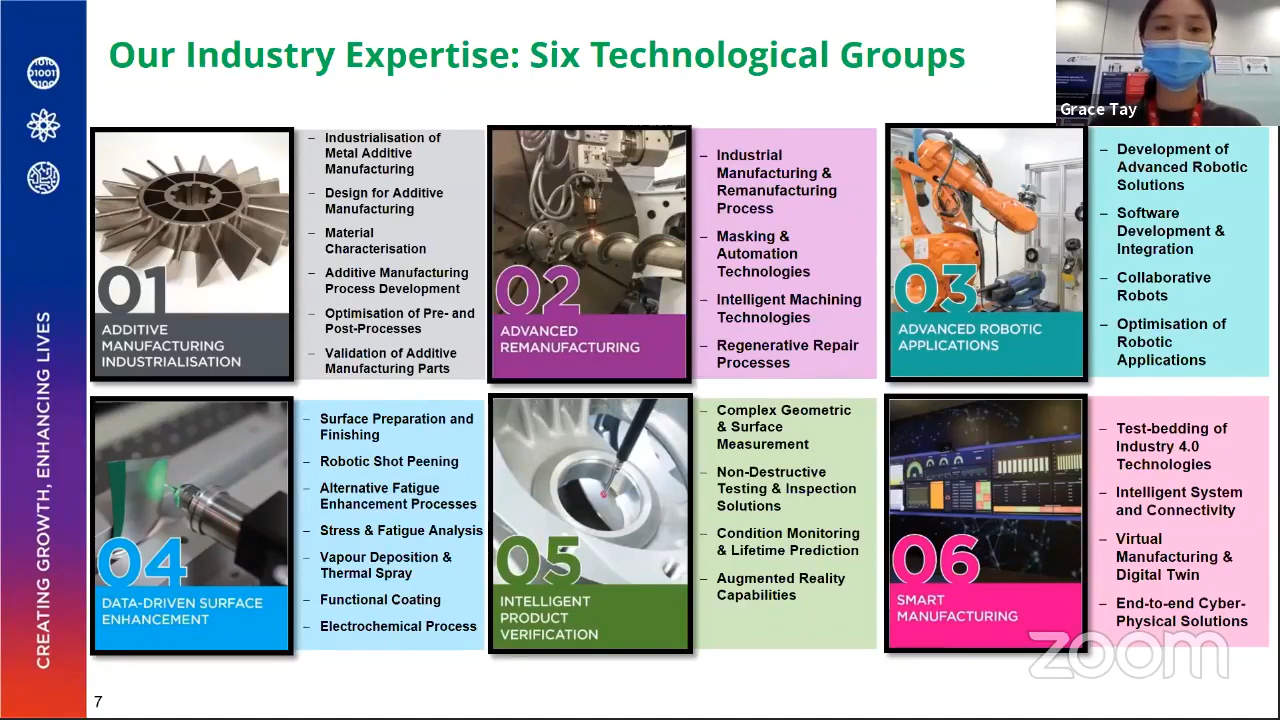 Our Industry Expertise: Six Technological Groups
Grace Tay
01
ADDITIVE
MANUFACTURING
INDUSTRIALISATION
– Industrialisation of
Metal Additive
Manufacturing
– Design for Additive
Manufacturing
– Material
Characterisation
– Additive Manufacturing
Process Development
– Optimisation of Pre- and
Post-Processes
– Validation of Additive
Manufacturing Parts
02
ADVANCED
REMANUFACTURING
– Industrial
Manufacturing &
Remanufacturing
Process
– Masking &
Automation
Technologies
– Intelligent Machining
Technologies
– Regenerative Repair
Processes
03
ADVANCED ROBOTIC
APPLICATIONS
– Development of
Advanced Robotic
Solutions
– Software
Development &
Integration
– Collaborative
Robots
– Optimisation of
Robotic
Applications
04
DATA-DRIVEN SURFACE
ENHANCEMENT
– Surface Preparation and
Finishing
– Robotic Shot Peening
– Alternative Fatigue
Enhancement Processes
– Stress & Fatigue Analysis
– Vapour Deposition &
Thermal Spray
– Functional Coating
– Electrochemical Process
05
INTELLIGENT
PRODUCT
VERIFICATION
– Complex Geometric
& Surface
Measurement
– Non-Destructive
Testing & Inspection
Solutions
– Condition Monitoring
& Lifetime Prediction
– Augmented Reality
Capabilities
06
SMART
MANUFACTURING
– Test-bedding of
Industry 4.0
Technologies
– Intelligent System
and Connectivity
– Virtual
Manufacturing &
Digital Twin
– End-to-end Cyber-
Physical Solutions
CREATING GROWTH, ENHANCING LIVES
zoom
7